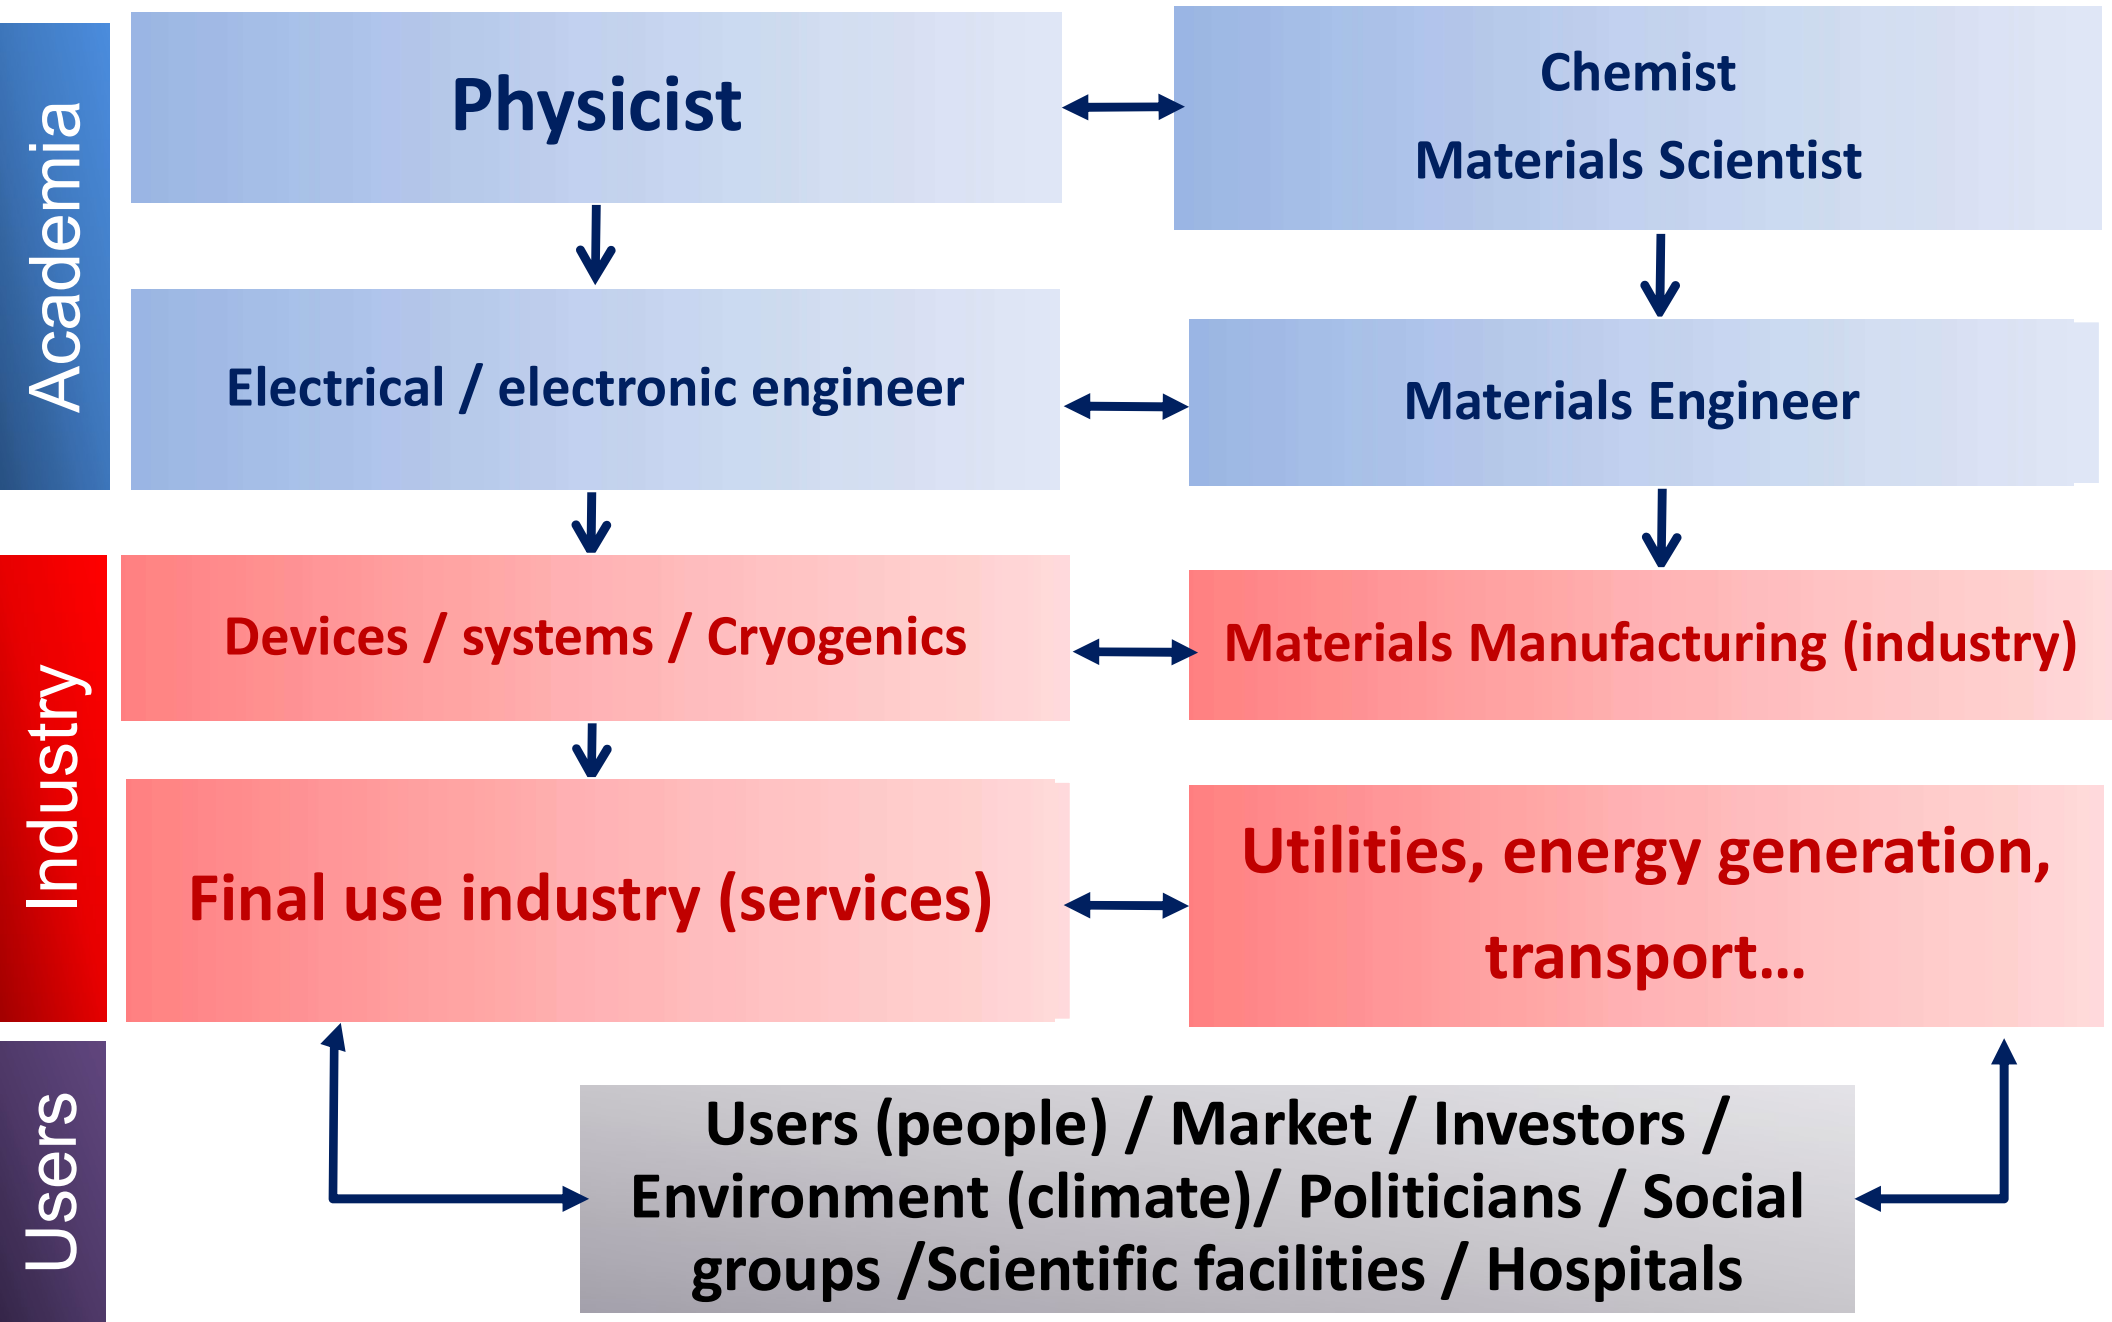 Academia
Physicist
Chemist
Materials Scientist
Electrical / electronic engineer
Materials Engineer
Industry
Devices / systems / Cryogenics
Materials Manufacturing (industry)
Final use industry (services)
Utilities, energy generation,
transport...
Users
Users (people) / Market / Investors /
Environment (climate)/ Politicians / Social
groups /Scientific facilities / Hospitals